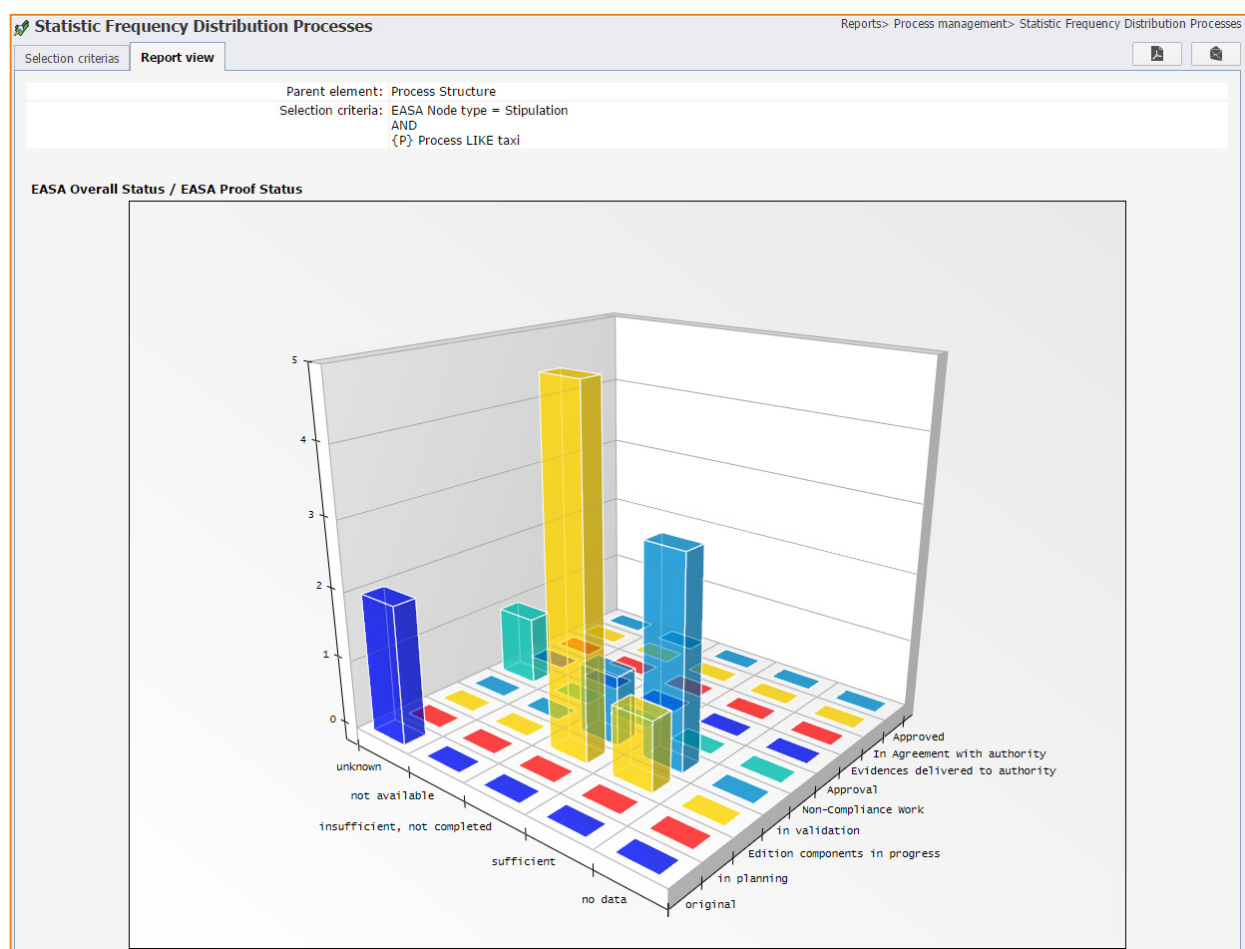 Statistic Frequency Distribution Processes
Reports> Process management> Statistic Frequency Distribution Processes
Selection criterias
Report view
Parent element: Process Structure
Selection criteria: EASA Node type = Stipulation
AND
{P} Process LIKE taxi
EASA Overall Status / EASA Proof Status
5
4
3
2
1
0
unknown
not available
insufficient, not completed
sufficient
no data
Approved
In Agreement with authority
Evidences delivered to authority
Approval
Non-Compliance Work
in validation
Edition components in progress
in planning
original